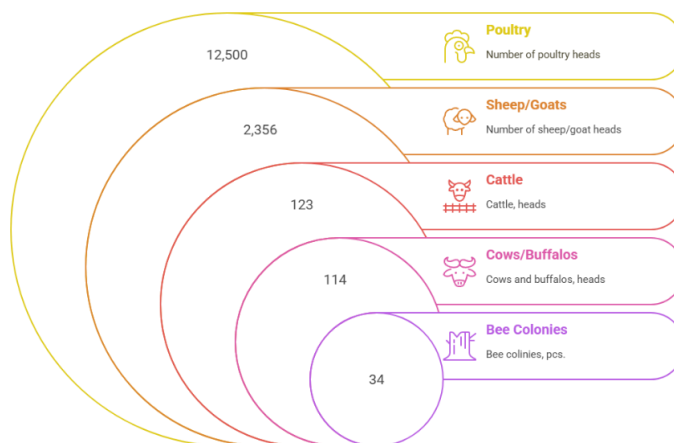 12,500
Poultry
Number of poultry heads
2,356
Sheep/Goats
Number of sheep/goat heads
123
Cattle
Cattle, heads
114
Cows/Buffalos
Cows and buffalos, heads
34
Bee Colonies
Bee colinies, pcs.